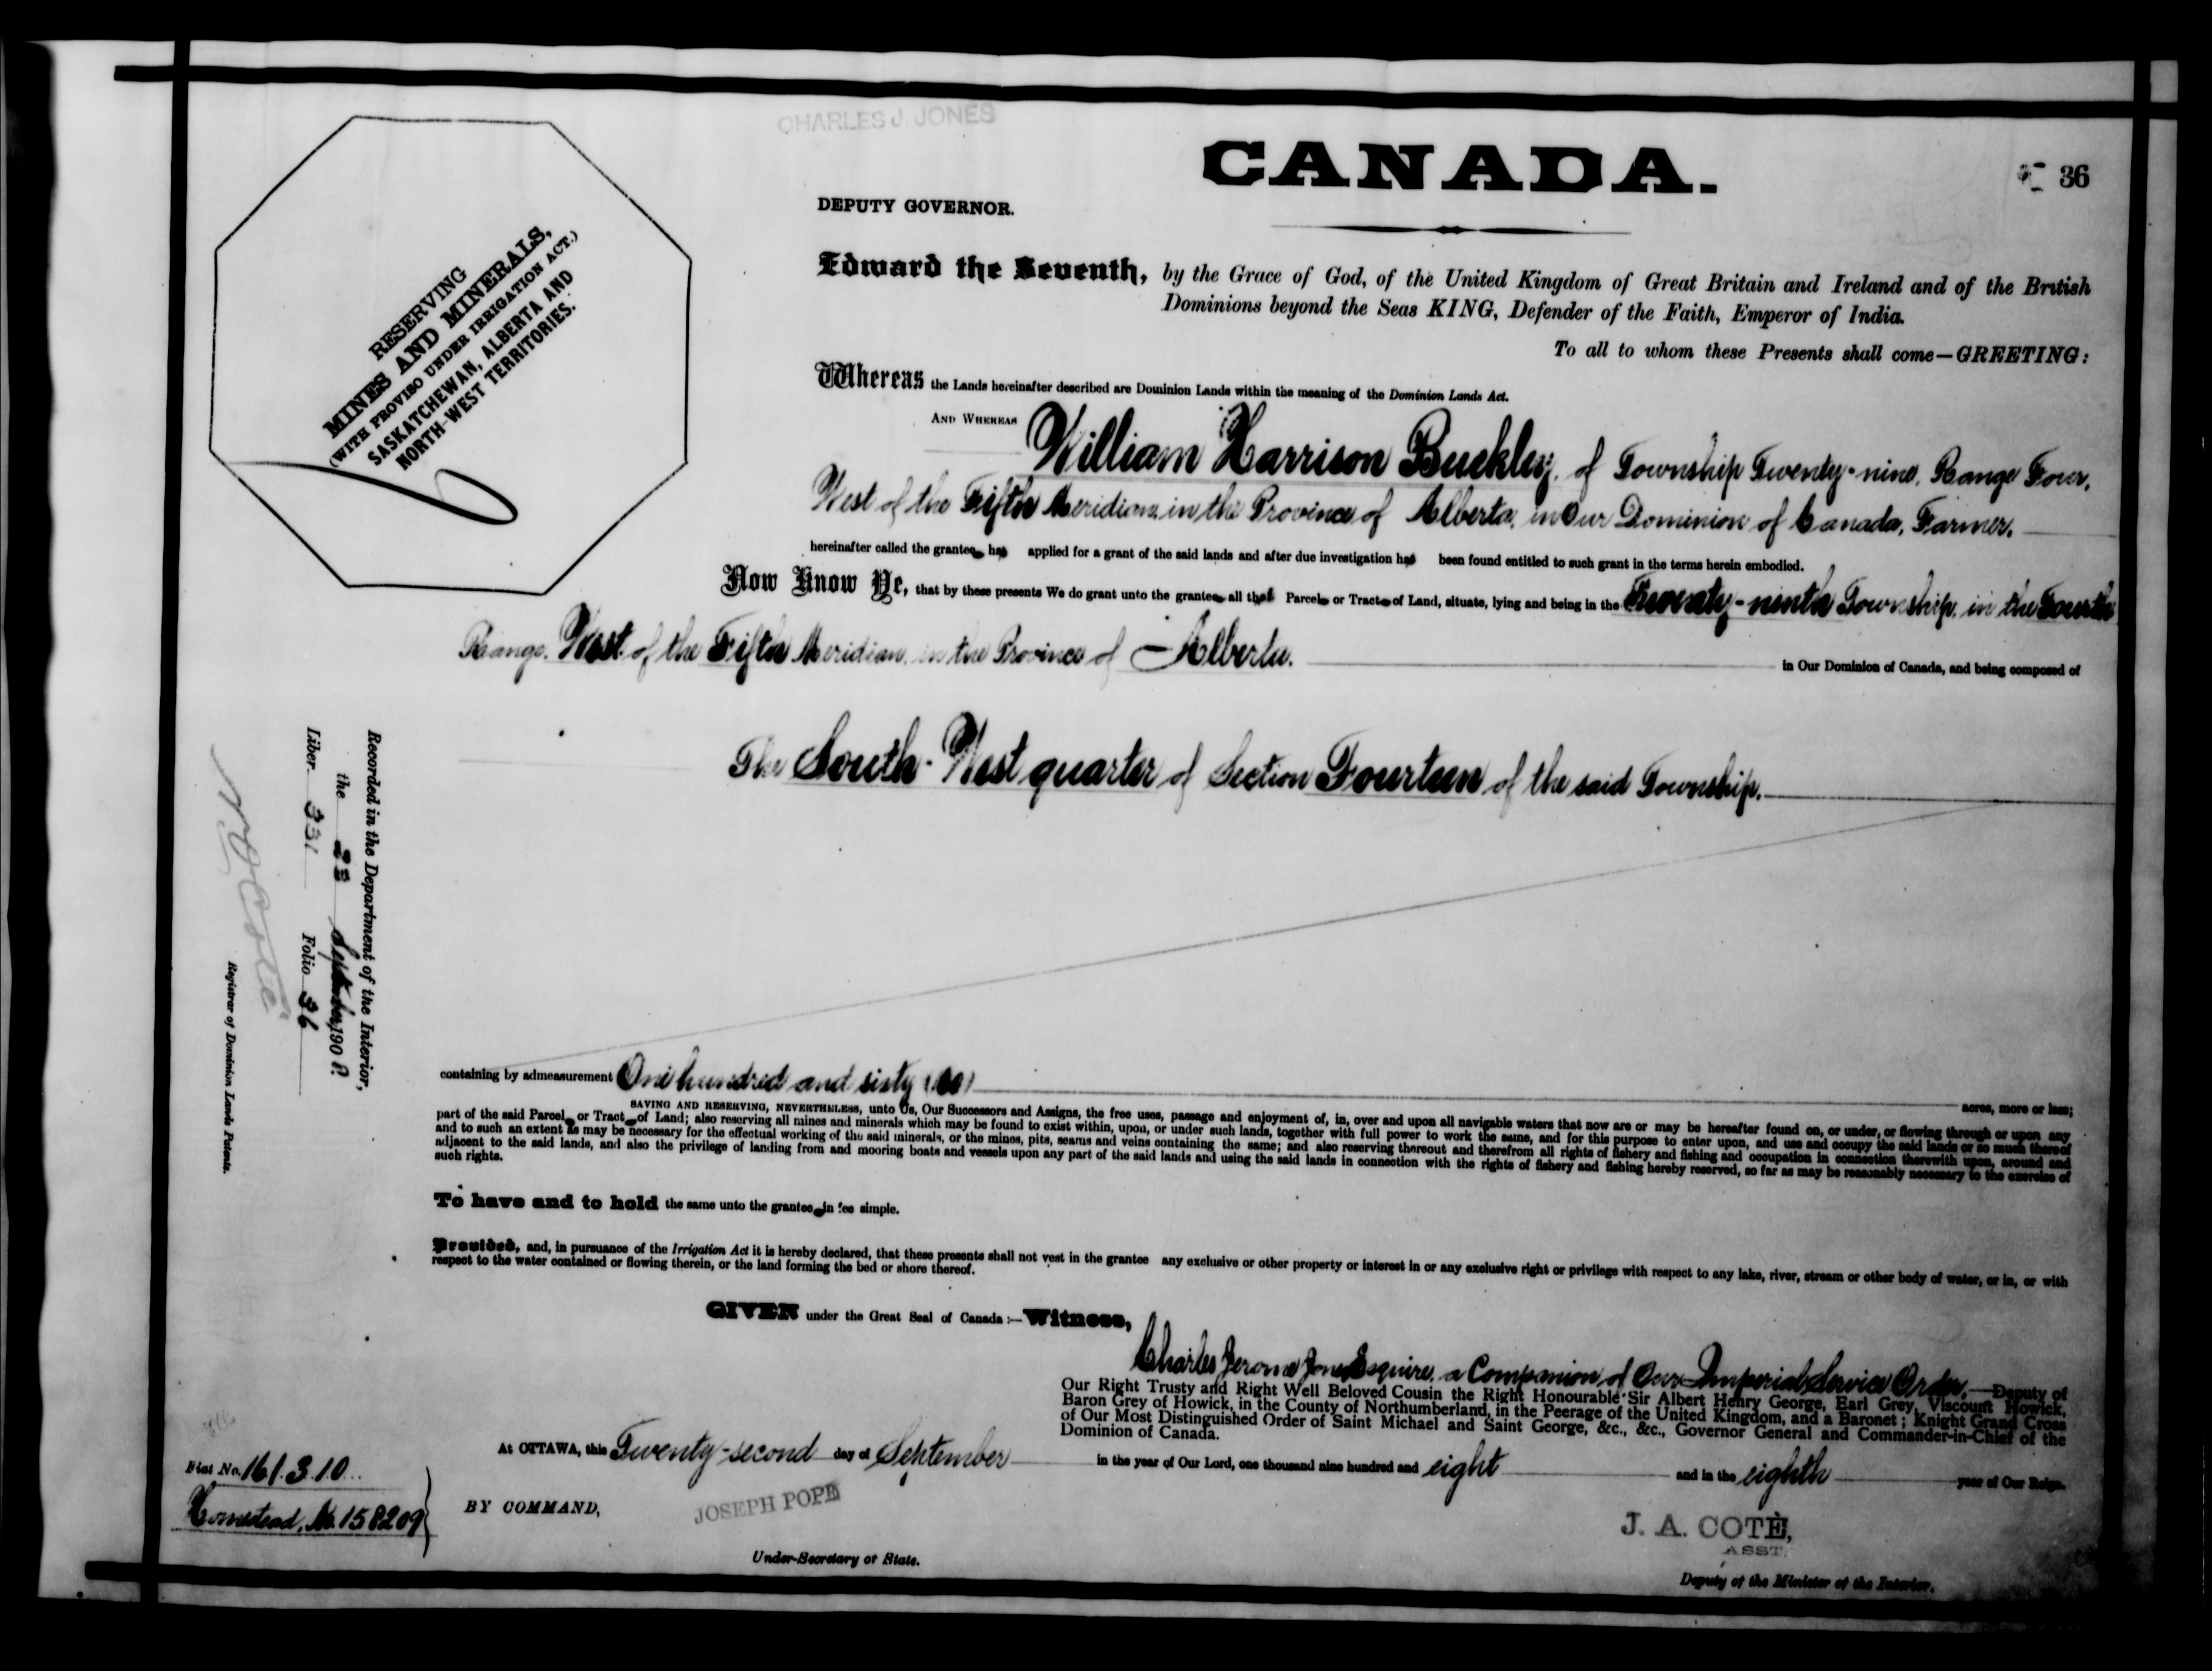 CHARLES J. JONES
CANADA.
36
DEPUTY GOVERNOR.
Edward the Seventh, by the Grace of God, of the United Kingdom of Great Britain and Ireland and of the British
Dominions beyond the Seas KING, Defender of the Faith, Emperor of India.
To all to whom these Presents shall come—GREETING:
RESERVING
MINES AND MINERALS,
(WITH PROVISO UNDER IRRIGATION ACT.)
SASKATCHEWAN, ALBERTA AND
NORTH-WEST TERRITORIES.
Whereas the Lands hereinafter described are Dominion Lands within the meaning of the Dominion Lands Act.
AND WHEREAS William Harrison Buckley, of Township Twenty-nine, Range Four,
West of the Fifth Meridian, in the Province of Alberta, in Our Dominion of Canada, Farmer,
hereinafter called the grantee has applied for a grant of the said lands and after due investigation has been found entitled to such grant in the terms herein embodied.
Now Know Ye, that by these presents We do grant unto the grantee all that Parcel or Tract of Land, situate, lying and being in the Twenty-ninth Township, in the Fourth
Range, West of the Fifth Meridian, in the Province of Alberta. in Our Dominion of Canada, and being composed of
The South-West quarter of Section Fourteen of the said Township.
Recorded in the Department of the Interior,
the 28 September, 1908
Liber 331 Folio 36
N O Coté
Registrar of Dominion Lands Patents.
containing by admeasurement One hundred and sixty (160) acres, more or less;
SAVING AND RESERVING, NEVERTHELESS, unto Us, Our Successors and Assigns, the free uses, passage and enjoyment of, in, over and upon all navigable waters that now are or may be hereafter found on, or under, or flowing through or upon any
part of the said Parcel or Tract of Land; also reserving all mines and minerals which may be found to exist within, upon, or under such lands, together with full power to work the same, and for this purpose to enter upon, and use and occupy the said lands or so much thereof
and to such an extent as may be necessary for the effectual working of the said minerals, or the mines, pits, seams and veins containing the same; and also reserving thereout and therefrom all rights of fishery and fishing and occupation in connection therewith upon, around and
adjacent to the said lands, and also the privilege of landing from and mooring boats and vessels upon any part of the said lands and using the said lands in connection with the rights of fishery and fishing hereby reserved, so far as may be reasonably necessary to the exercise of
such rights.
To have and to hold the same unto the grantee in fee simple.
Provided, and, in pursuance of the Irrigation Act it is hereby declared, that these presents shall not vest in the grantee any exclusive or other property or interest in or any exclusive right or privilege with respect to any lake, river, stream or other body of water, or in, or with
respect to the water contained or flowing therein, or the land forming the bed or shore thereof.
GIVEN under the Great Seal of Canada:—Witness,
Charles Jerome Jones Esquire, a Companion of Our Imperial Service Order, Deputy of
Our Right Trusty and Right Well Beloved Cousin the Right Honourable Sir Albert Henry George, Earl Grey, Viscount Howick,
Baron Grey of Howick, in the County of Northumberland, in the Peerage of the United Kingdom, and a Baronet; Knight Grand Cross
of Our Most Distinguished Order of Saint Michael and Saint George, &c., &c., Governor General and Commander-in-Chief of the
Dominion of Canada.
At OTTAWA, this Twenty-second day of September in the year of Our Lord, one thousand nine hundred and eight and in the eighth year of Our Reign.
Fiat No. 161310
Homestead, No. 158209
BY COMMAND,
JOSEPH POPE
Under-Secretary of State.
J. A. COTÈ,
ASST.
Deputy of the Minister of the Interior.